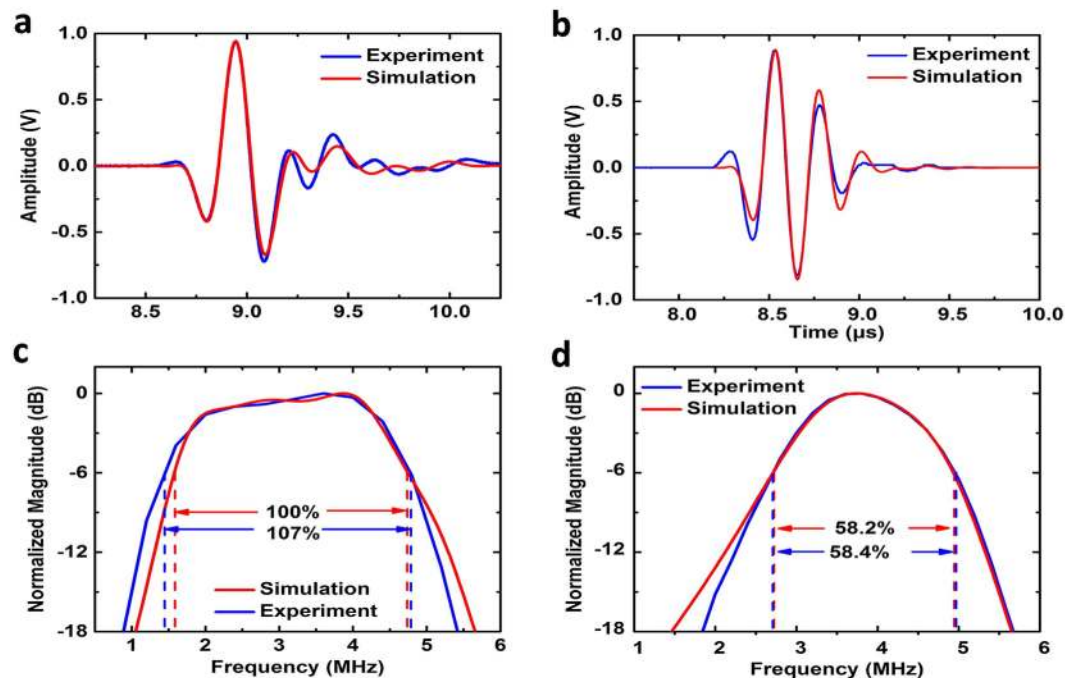 a
b
1.0
0.5
0.0
-0.5
-1.0
Amplitude (V)
Experiment
Simulation
8.5 9.0 9.5 10.0
1.0
0.5
0.0
-0.5
-1.0
Amplitude (V)
Experiment
Simulation
8.0 8.5 9.0 9.5 10.0
Time (µs)
c
d
0
-6
-12
-18
Normalized Magnitude (dB)
100%
107%
Simulation
Experiment
1 2 3 4 5 6
Frequency (MHz)
0
-6
-12
-18
Normalized Magnitude (dB)
Experiment
Simulation
58.2%
58.4%
1 2 3 4 5 6
Frequency (MHz)